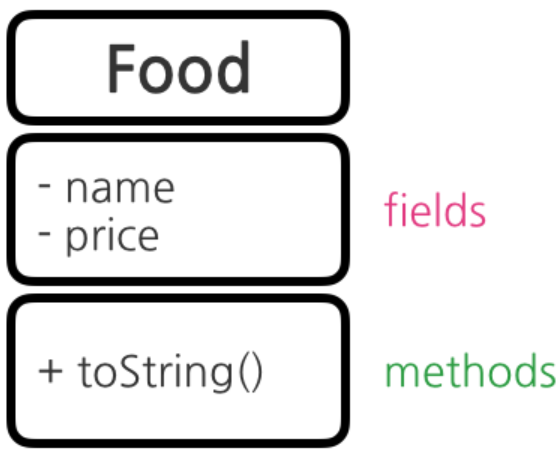 Food
- name
- price
fields
+ toString()
methods